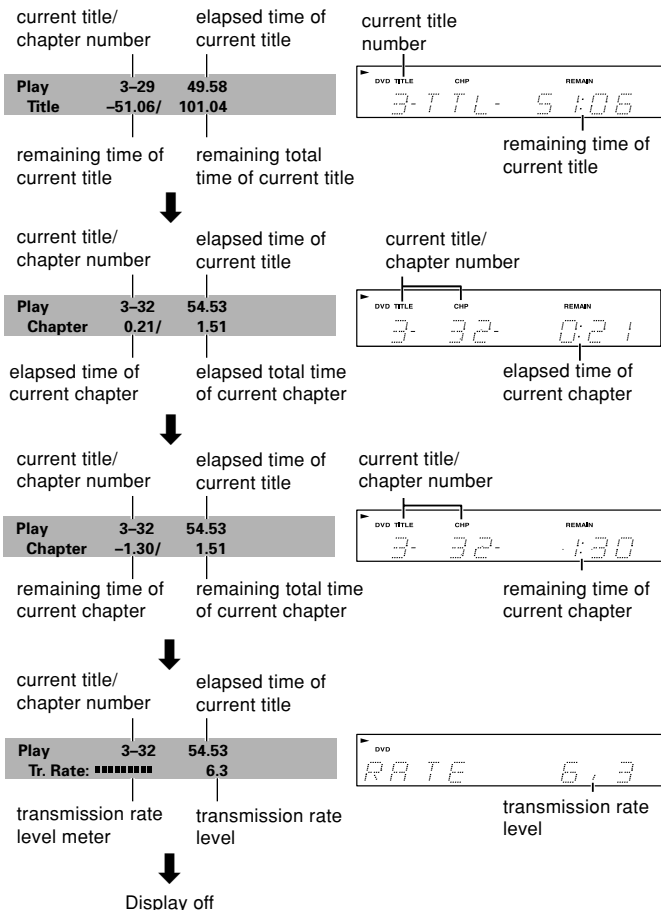 current title/
chapter number
elapsed time of
current title
current title
number
Play 3–29 49.58
Title –51.06/ 101.04
DVD TITLE CHP REMAIN
3- TTL- 51:06
remaining time of
current title
remaining total
time of current title
remaining time of
current title
current title/
chapter number
elapsed time of
current title
current title/
chapter number
Play 3–32 54.53
Chapter 0.21/ 1.51
DVD TITLE CHP REMAIN
3- 32- 0:21
elapsed time of
current chapter
elapsed total time
of current chapter
elapsed time of
current chapter
current title/
chapter number
elapsed time of
current title
current title/
chapter number
Play 3–32 54.53
Chapter –1.30/ 1.51
DVD TITLE CHP REMAIN
3- 32- -1:30
remaining time of
current chapter
remaining total time
of current chapter
remaining time of
current chapter
current title/
chapter number
elapsed time of
current title
Play 3–32 54.53
Tr. Rate: 6.3
DVD
RATE 6,3
transmission rate
level meter
transmission rate
level
transmission rate
level
Display off